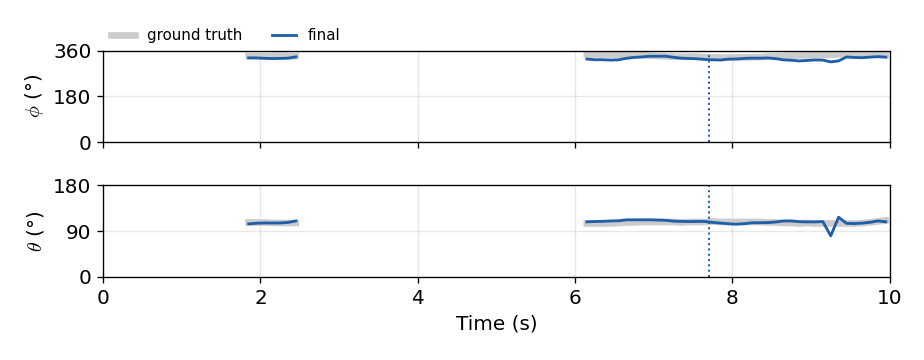 ground truth final
360
180
0
ϕ (°)
180
90
0
θ (°)
0 2 4 6 8 10
Time (s)